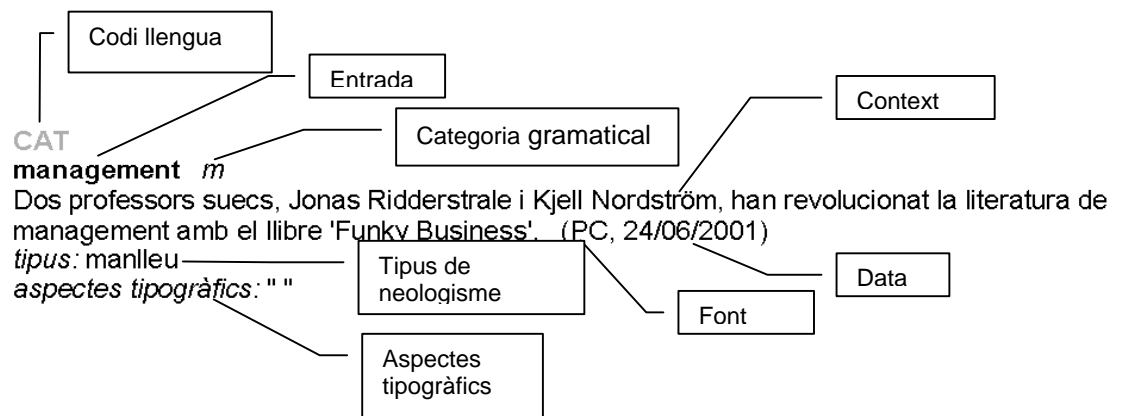 Codi llengua
Entrada
Context
Categoria gramatical
CAT
management m
Dos professors suecs, Jonas Ridderstrale i Kjell Nordström, han revolucionat la literatura de
management amb el llibre 'Funky Business'. (PC, 24/06/2001)
tipus: manlleu
Tipus de
neologisme
Data
aspectes tipogràfics: " "
Font
Aspectes
tipogràfics